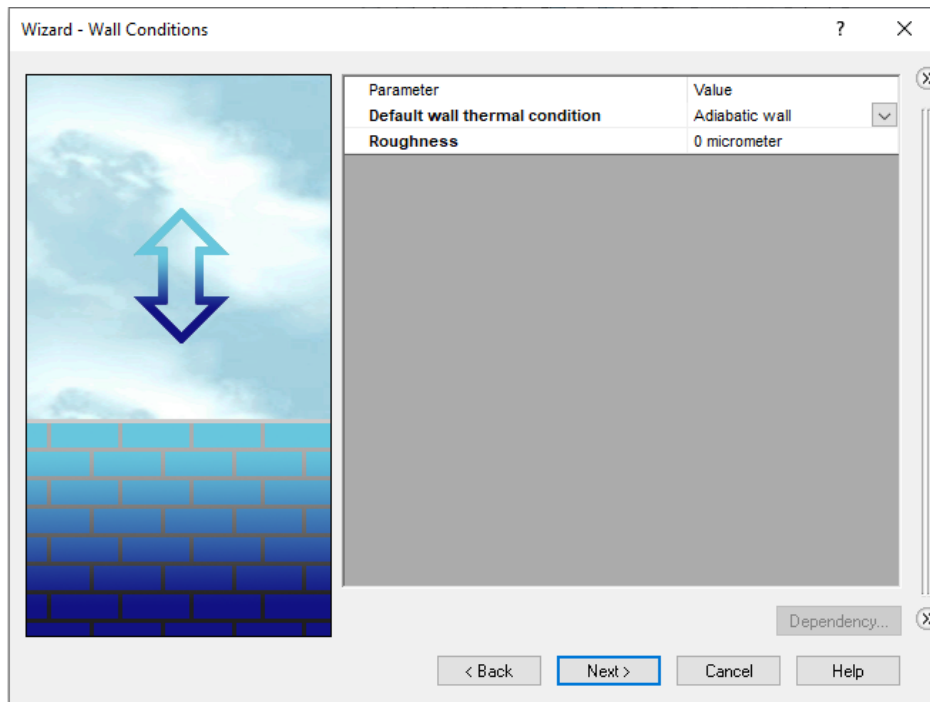 Wizard - Wall Conditions
?
Parameter Value
Default wall thermal condition Adiabatic wall
Roughness 0 micrometer
Dependency...
< Back Next > Cancel Help